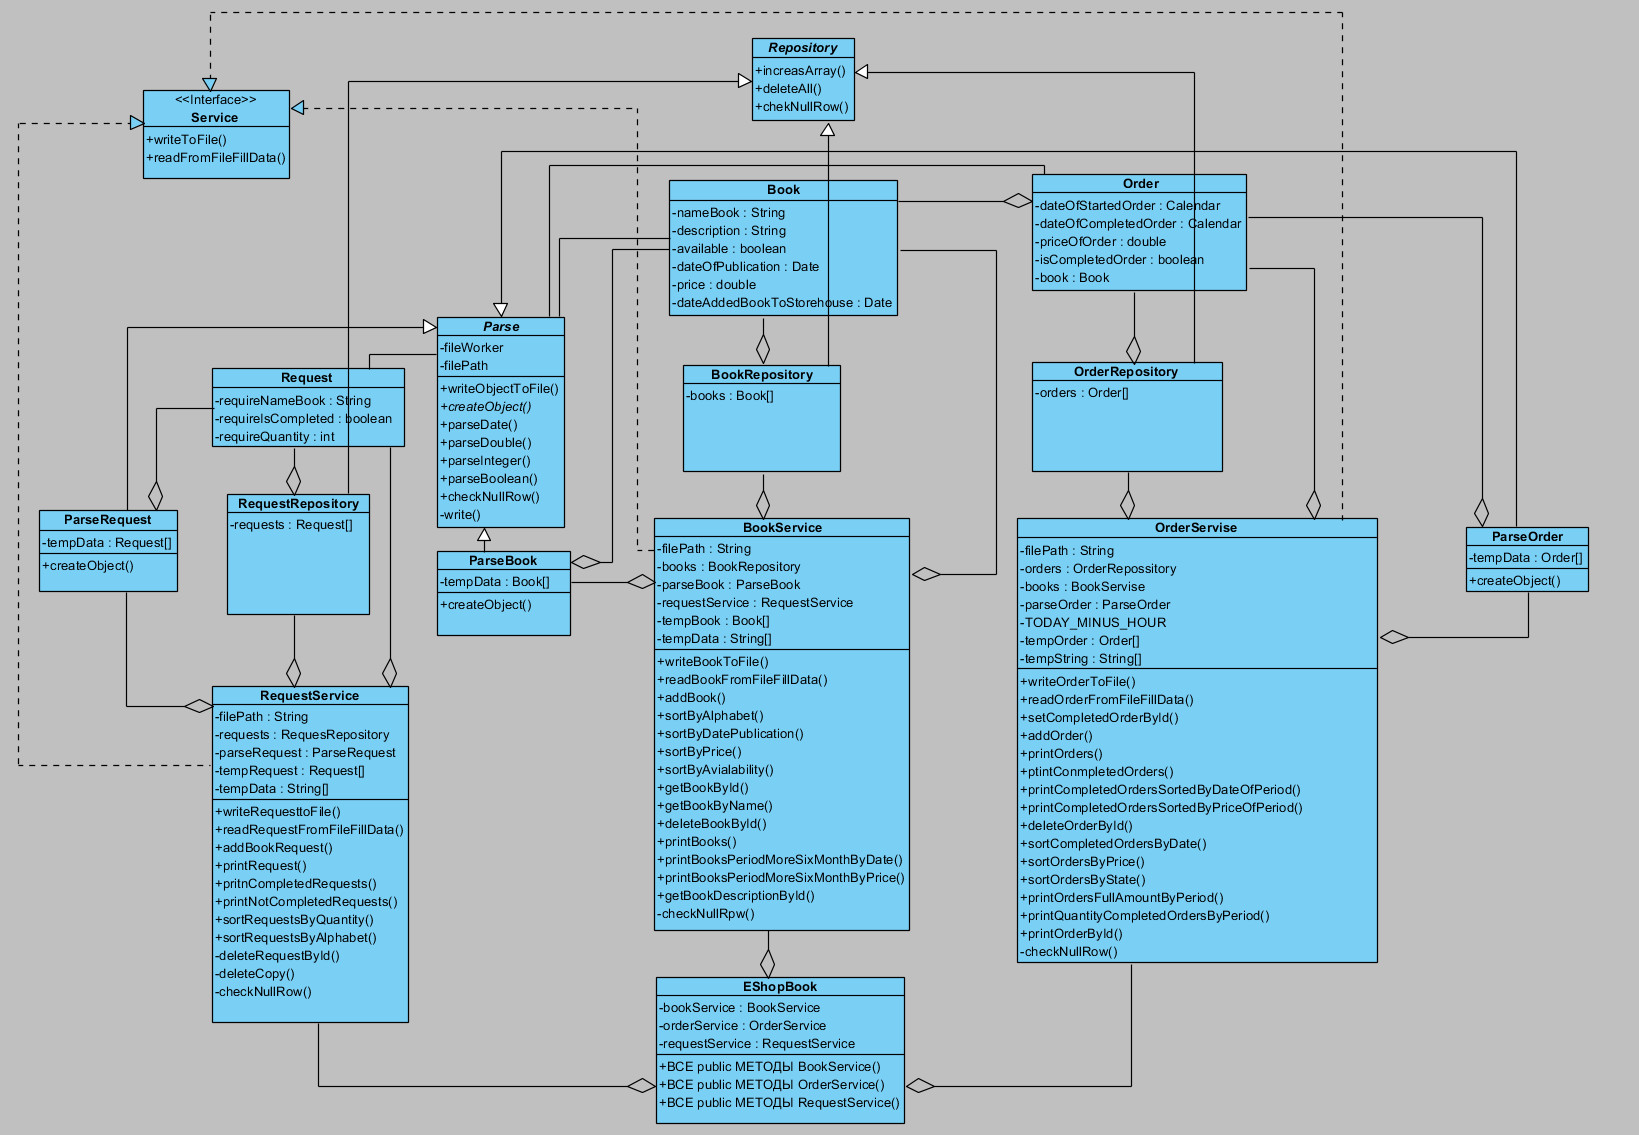 <<Interface>>
Service
+writeToFile()
+readFromFileFillData()
Repository
+increasArray()
+deleteAll()
+chekNullRow()
Book
-nameBook : String
-description : String
-available : boolean
-dateOfPublication : Date
-price : double
-dateAddedBookToStorehouse : Date
Order
-dateOfStartedOrder : Calendar
-dateOfCompletedOrder : Calendar
-priceOfOrder : double
-isCompletedOrder : boolean
-book : Book
Parse
-fileWorker
-filePath
+writeObjectToFile()
+createObject()
+parseDate()
+parseDouble()
+parseInteger()
+parseBoolean()
+checkNullRow()
-write()
Request
-requireNameBook : String
-requireIsCompleted : boolean
-requireQuantity : int
BookRepository
-books : Book[]
OrderRepository
-orders : Order[]
ParseRequest
-tempData : Request[]
+createObject()
RequestRepository
-requests : Request[]
ParseBook
-tempData : Book[]
+createObject()
BookService
-filePath : String
-books : BookRepository
-parseBook : ParseBook
-requestService : RequestService
-tempBook : Book[]
-tempData : String[]
+writeBookToFile()
+readBookFromFileFillData()
+addBook()
+sortByAlphabet()
+sortByDatePublication()
+sortByPrice()
+sortByAvialability()
+getBookById()
+getBookByName()
+deleteBookById()
+printBooks()
+printBooksPeriodMoreSixMonthByDate()
+printBooksPeriodMoreSixMonthByPrice()
+getBookDescriptionById()
-checkNullRpw()
OrderServise
-filePath : String
-orders : OrderRepossitory
-books : BookServise
-parseOrder : ParseOrder
-TODAY_MINUS_HOUR
-tempOrder : Order[]
-tempString : String[]
+writeOrderToFile()
+readOrderFromFileFillData()
+setCompletedOrderById()
+addOrder()
+printOrders()
+ptintConmpletedOrders()
+printCompletedOrdersSortedByDateOfPeriod()
+printCompletedOrdersSortedByPriceOfPeriod()
+deleteOrderById()
+sortCompletedOrdersByDate()
+sortOrdersByPrice()
+sortOrdersByState()
+printOrdersFullAmountByPeriod()
+printQuantityCompletedOrdersByPeriod()
+printOrderById()
-checkNullRow()
ParseOrder
-tempData : Order[]
+createObject()
RequestService
-filePath : String
-requests : RequesRepository
-parseRequest : ParseRequest
-tempRequest : Request[]
-tempData : String[]
+writeRequesttoFile()
+readRequestFromFileFillData()
+addBookRequest()
+printRequest()
+pritnCompletedRequests()
+printNotCompletedRequests()
+sortRequestsByQuantity()
+sortRequestsByAlphabet()
-deleteRequestById()
-deleteCopy()
-checkNullRow()
EShopBook
-bookService : BookService
-orderService : OrderService
-requestService : RequestService
+ВСЕ public МЕТОДЫ BookService()
+ВСЕ public МЕТОДЫ OrderService()
+ВСЕ public МЕТОДЫ RequestService()